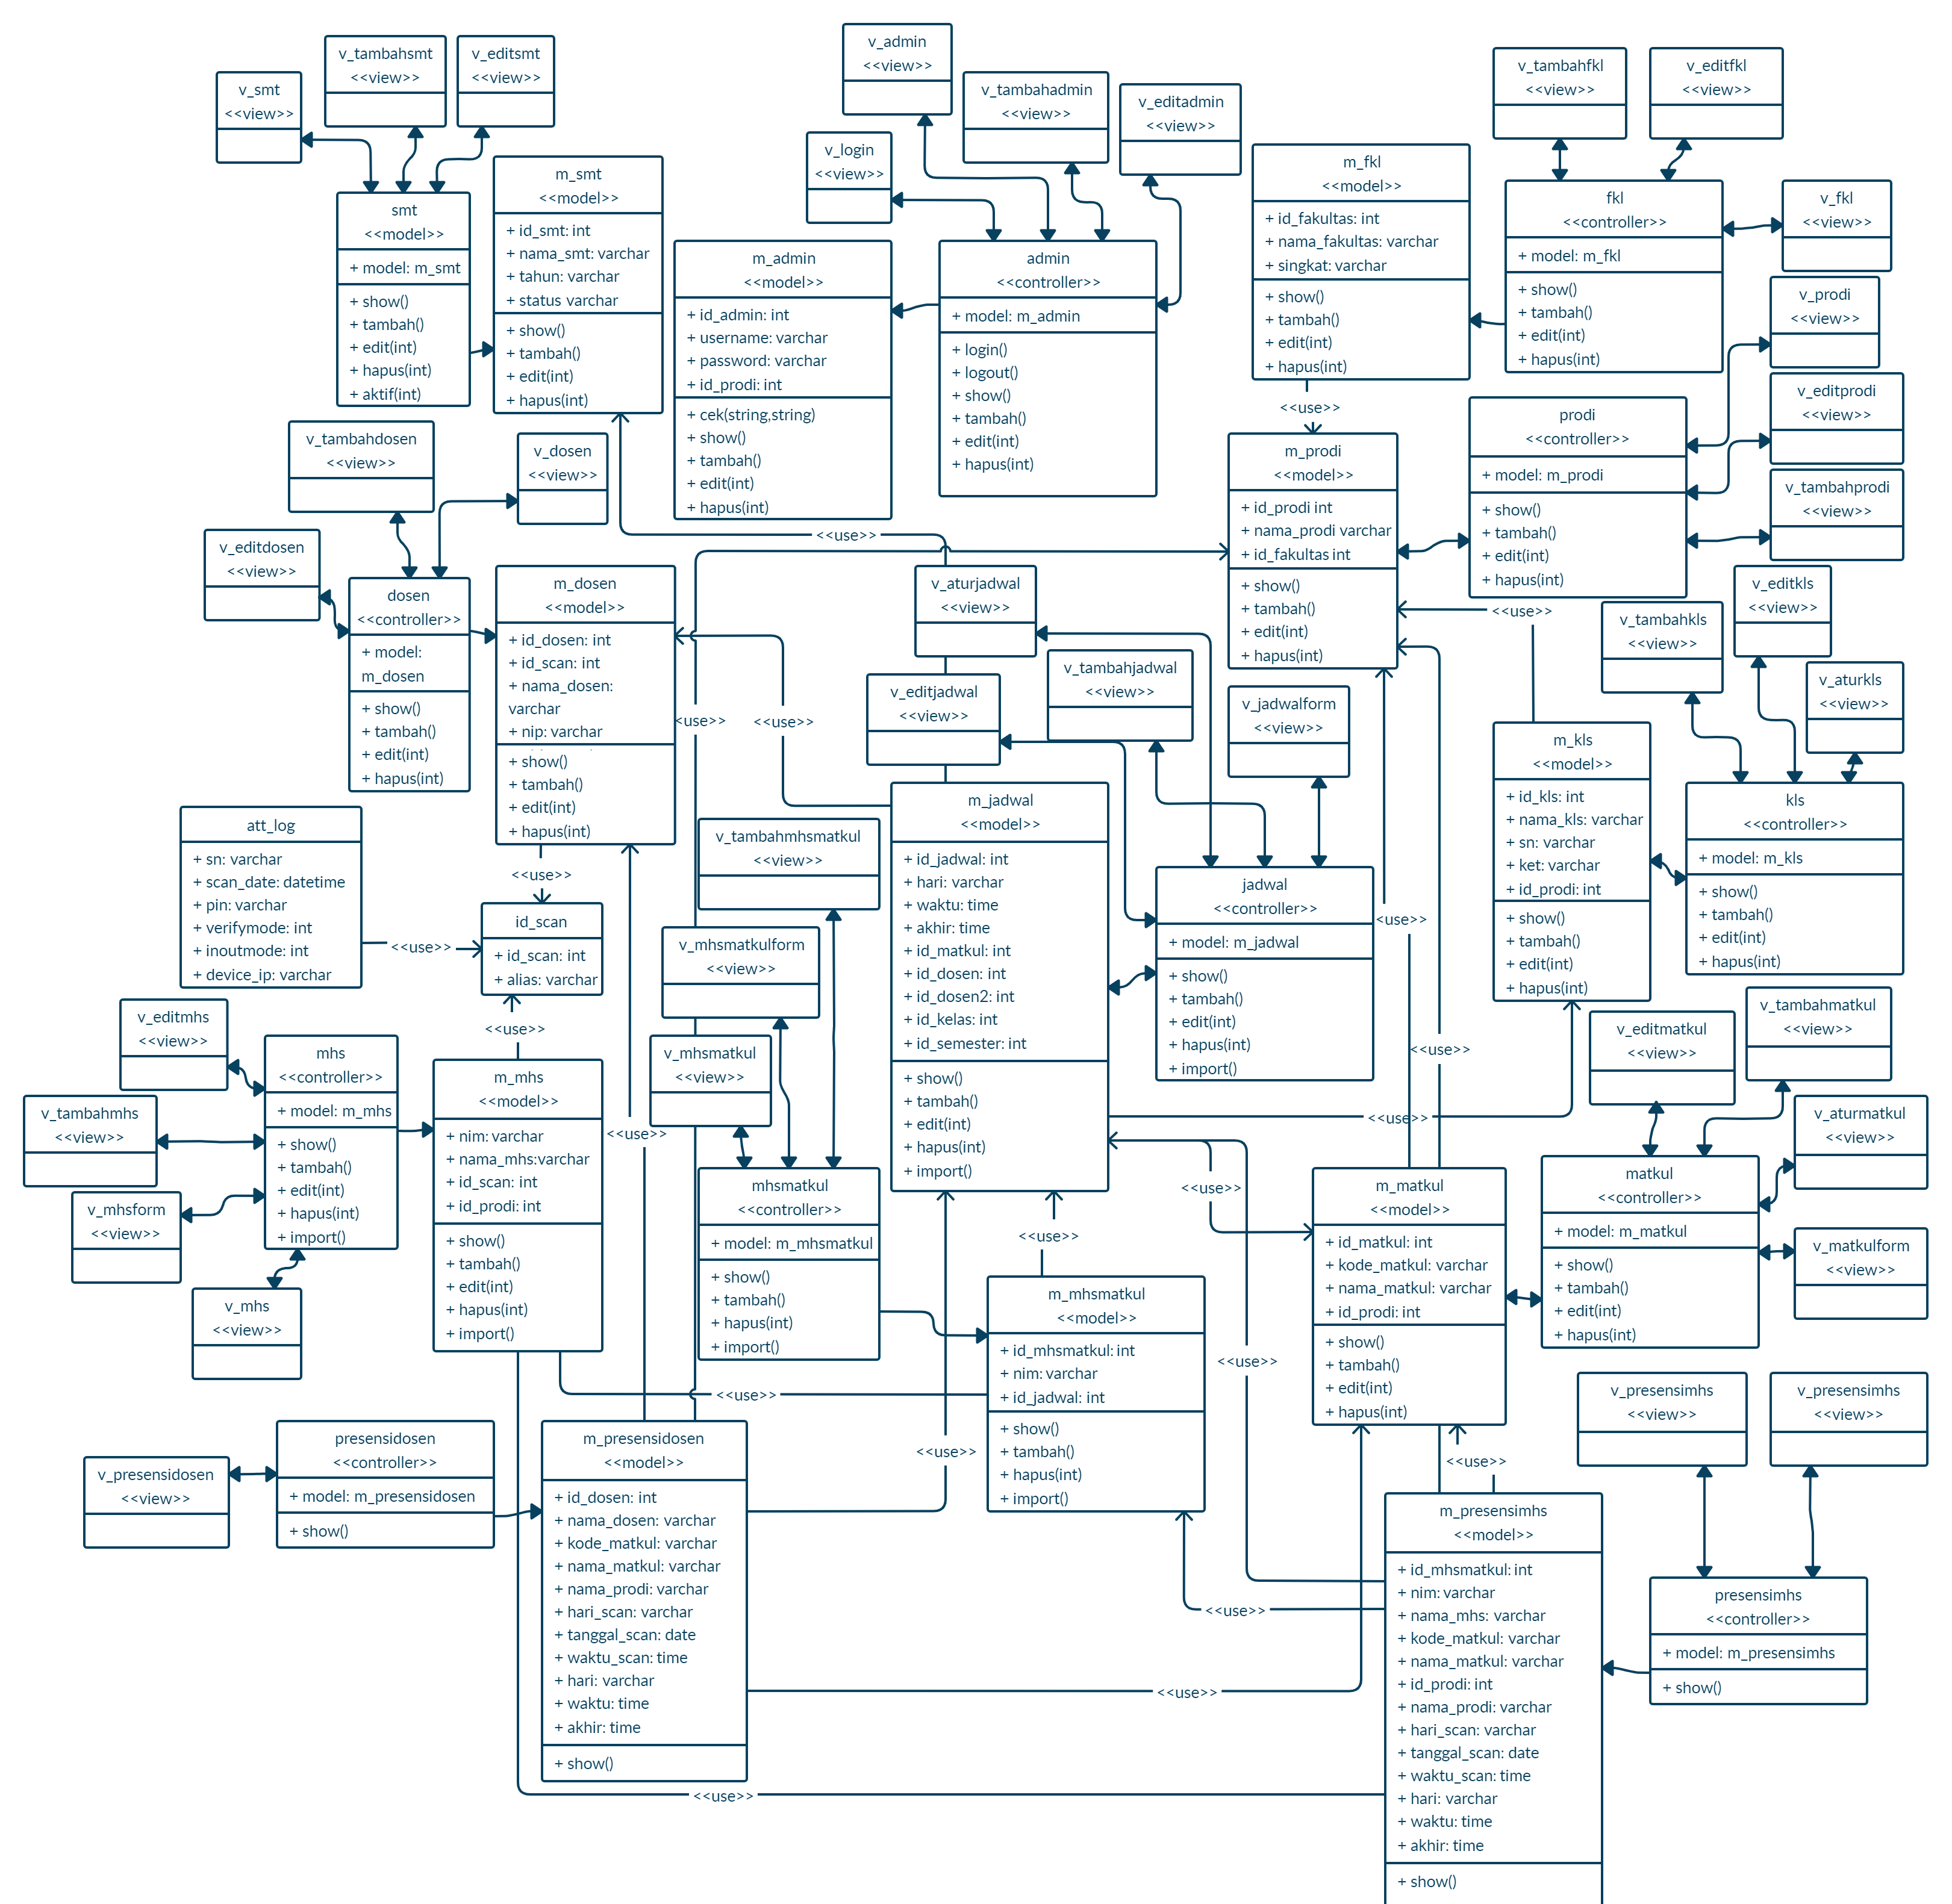 v_smt
<<view>>
v_tambahsmt
<<view>>
v_editsmt
<<view>>
smt
<<model>>
+ model: m_smt
+ show()
+ tambah()
+ edit(int)
+ hapus(int)
+ aktif(int)
m_smt
<<model>>
+ id_smt: int
+ nama_smt: varchar
+ tahun: varchar
+ status varchar
+ show()
+ tambah()
+ edit(int)
+ hapus(int)
v_admin
<<view>>
v_tambahadmin
<<view>>
v_editadmin
<<view>>
v_login
<<view>>
m_admin
<<model>>
+ id_admin: int
+ username: varchar
+ password: varchar
+ id_prodi: int
+ cek(string,string)
+ show()
+ tambah()
+ edit(int)
+ hapus(int)
admin
<<controller>>
+ model: m_admin
+ login()
+ logout()
+ show()
+ tambah()
+ edit(int)
+ hapus(int)
m_fkl
<<model>>
+ id_fakultas: int
+ nama_fakultas: varchar
+ singkat: varchar
+ show()
+ tambah()
+ edit(int)
+ hapus(int)
v_tambahfkl
<<view>>
v_editfkl
<<view>>
fkl
<<controller>>
+ model: m_fkl
+ show()
+ tambah()
+ edit(int)
+ hapus(int)
v_fkl
<<view>>
v_prodi
<<view>>
v_editprodi
<<view>>
v_tambahprodi
<<view>>
<<use>>
m_prodi
<<model>>
+ id_prodi int
+ nama_prodi varchar
+ id_fakultas int
+ show()
+ tambah()
+ edit(int)
+ hapus(int)
prodi
<<controller>>
+ model: m_prodi
+ show()
+ tambah()
+ edit(int)
+ hapus(int)
v_tambahdosen
<<view>>
v_dosen
<<view>>
v_editdosen
<<view>>
<<use>>
dosen
<<controller>>
+ model:
m_dosen
+ show()
+ tambah()
+ edit(int)
+ hapus(int)
m_dosen
<<model>>
+ id_dosen: int
+ id_scan: int
+ nama_dosen:
varchar
+ nip: varchar
+ show()
+ tambah()
+ edit(int)
+ hapus(int)
<use>>
<<use>>
v_aturjadwal
<<view>>
v_editjadwal
<<view>>
v_tambahjadwal
<<view>>
v_jadwalform
<<view>>
<<use>>
v_tambahkls
<<view>>
v_editkls
<<view>>
v_aturkls
<<view>>
m_kls
<<model>>
+ id_kls: int
+ nama_kls: varchar
+ sn: varchar
+ ket: varchar
+ id_prodi: int
+ show()
+ tambah()
+ edit(int)
+ hapus(int)
kls
<<controller>>
+ model: m_kls
+ show()
+ tambah()
+ edit(int)
+ hapus(int)
att_log
+ sn: varchar
+ scan_date: datetime
+ pin: varchar
+ verifymode: int
+ inoutmode: int
+ device_ip: varchar
<<use>>
<<use>>
id_scan
+ id_scan: int
+ alias: varchar
<<use>>
v_tambahmhsmatkul
<<view>>
v_mhsmatkulform
<<view>>
v_mhsmatkul
<<view>>
m_jadwal
<<model>>
+ id_jadwal: int
+ hari: varchar
+ waktu: time
+ akhir: time
+ id_matkul: int
+ id_dosen: int
+ id_dosen2: int
+ id_kelas: int
+ id_semester: int
+ show()
+ tambah()
+ edit(int)
+ hapus(int)
+ import()
jadwal
<<controller>>
+ model: m_jadwal
+ show()
+ tambah()
+ edit(int)
+ hapus(int)
+ import()
<use>>
<<use>>
<<use>>
v_editmhs
<<view>>
v_tambahmhs
<<view>>
v_mhsform
<<view>>
v_mhs
<<view>>
mhs
<<controller>>
+ model: m_mhs
+ show()
+ tambah()
+ edit(int)
+ hapus(int)
+ import()
m_mhs
<<model>>
+ nim: varchar
+ nama_mhs:varchar
+ id_scan: int
+ id_prodi: int
+ show()
+ tambah()
+ edit(int)
+ hapus(int)
+ import()
<<use>>
mhsmatkul
<<controller>>
+ model: m_mhsmatkul
+ show()
+ tambah()
+ hapus(int)
+ import()
<<use>>
<<use>>
<<use>>
m_mhsmatkul
<<model>>
+ id_mhsmatkul: int
+ nim: varchar
+ id_jadwal: int
+ show()
+ tambah()
+ hapus(int)
+ import()
<<use>>
<<use>>
m_matkul
<<model>>
+ id_matkul: int
+ kode_matkul: varchar
+ nama_matkul: varchar
+ id_prodi: int
+ show()
+ tambah()
+ edit(int)
+ hapus(int)
v_editmatkul
<<view>>
v_tambahmatkul
<<view>>
v_aturmatkul
<<view>>
v_matkulform
<<view>>
matkul
<<controller>>
+ model: m_matkul
+ show()
+ tambah()
+ edit(int)
+ hapus(int)
v_presensidosen
<<view>>
presensidosen
<<controller>>
+ model: m_presensidosen
+ show()
m_presensidosen
<<model>>
+ id_dosen: int
+ nama_dosen: varchar
+ kode_matkul: varchar
+ nama_matkul: varchar
+ nama_prodi: varchar
+ hari_scan: varchar
+ tanggal_scan: date
+ waktu_scan: time
+ hari: varchar
+ waktu: time
+ akhir: time
+ show()
<<use>>
<<use>>
<<use>>
<<use>>
v_presensimhs
<<view>>
v_presensimhs
<<view>>
m_presensimhs
<<model>>
+ id_mhsmatkul: int
+ nim: varchar
+ nama_mhs: varchar
+ kode_matkul: varchar
+ nama_matkul: varchar
+ id_prodi: int
+ nama_prodi: varchar
+ hari_scan: varchar
+ tanggal_scan: date
+ waktu_scan: time
+ hari: varchar
+ waktu: time
+ akhir: time
+ show()
presensimhs
<<controller>>
+ model: m_presensimhs
+ show()